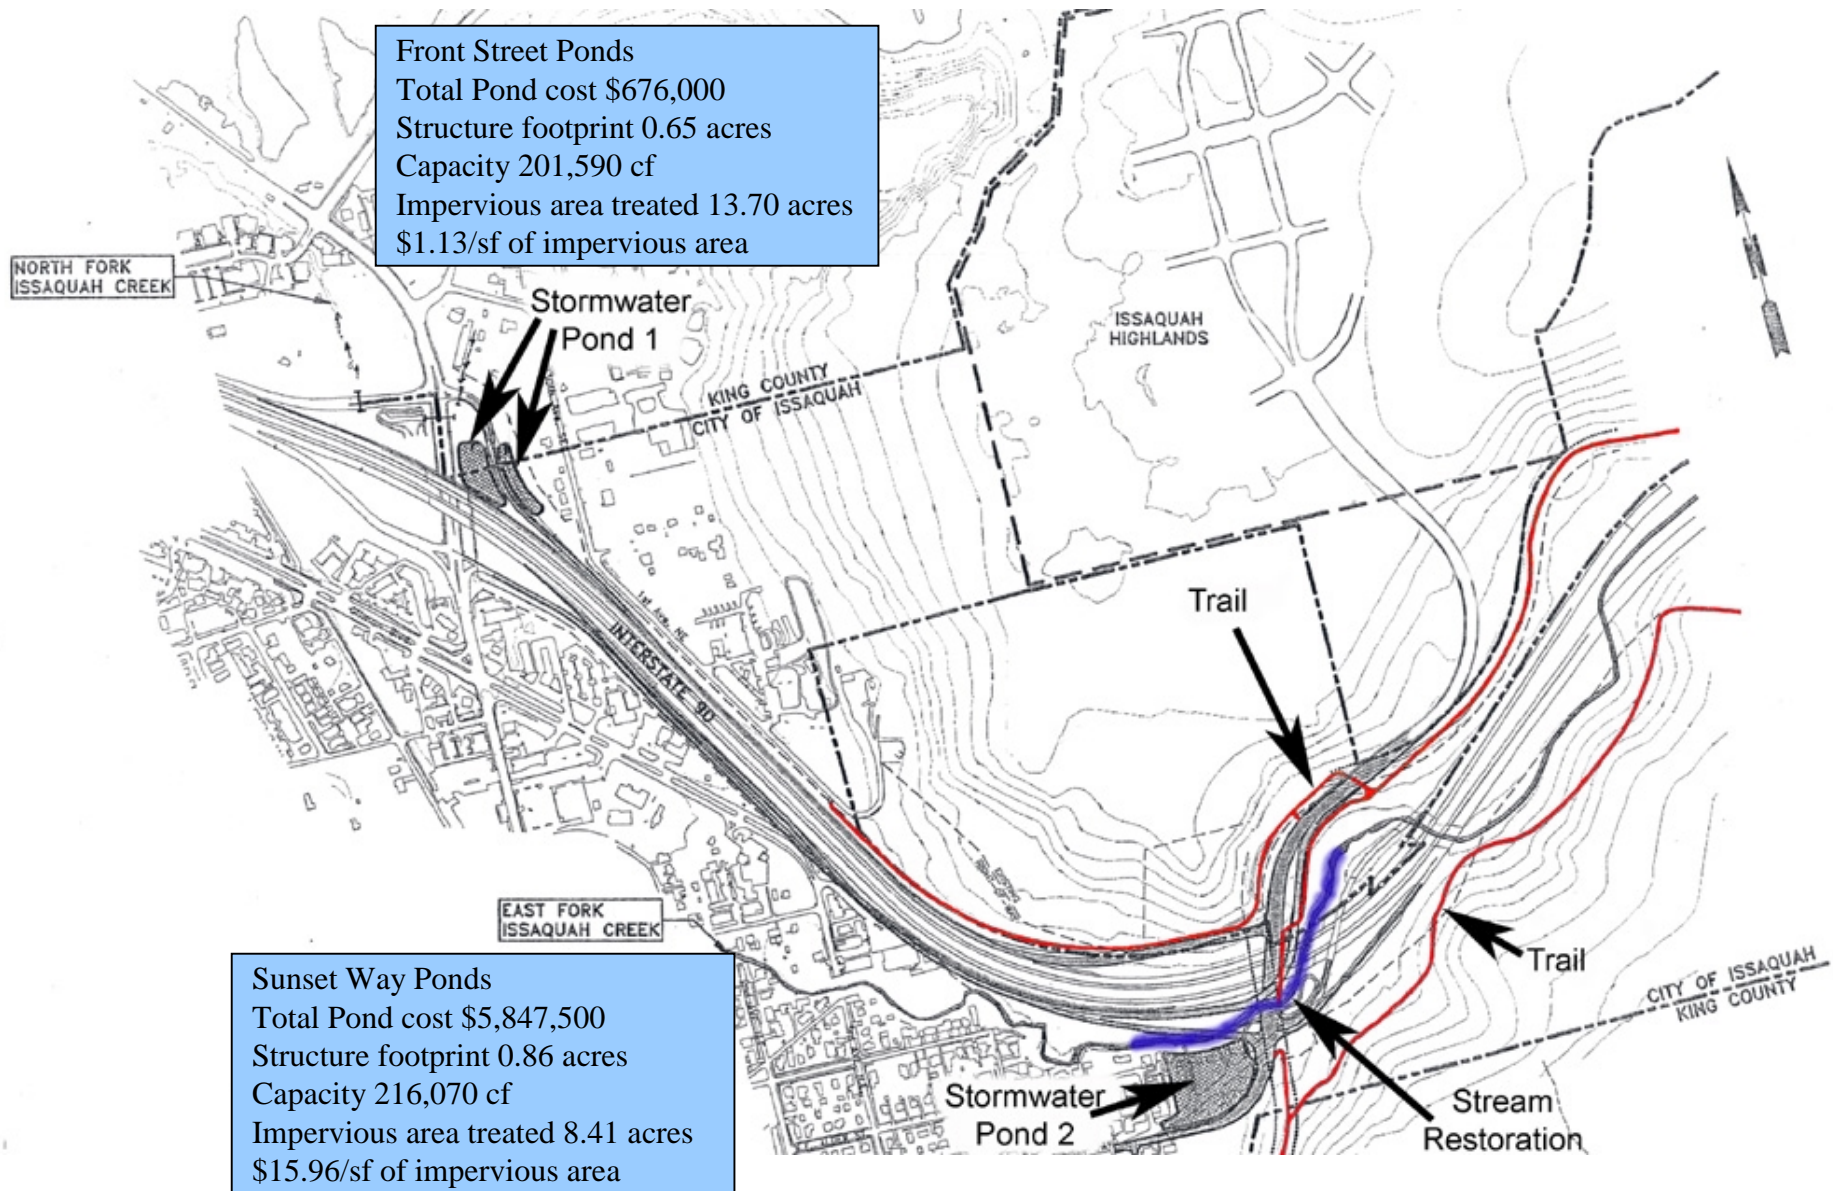 Front Street Ponds
Total Pond cost $676,000
Structure footprint 0.65 acres
Capacity 201,590 cf
Impervious area treated 13.70 acres
$1.13/sf of impervious area
NORTH FORK
ISSAQUAH CREEK
Stormwater
Pond 1
ISSAQUAH
HIGHLANDS
KING COUNTY
CITY OF ISSAQUAH
Trail
1st Ave. NE
INTERSTATE 90
EAST FORK
ISSAQUAH CREEK
Trail
CITY OF ISSAQUAH
KING COUNTY
Sunset Way Ponds
Total Pond cost $5,847,500
Structure footprint 0.86 acres
Capacity 216,070 cf
Impervious area treated 8.41 acres
$15.96/sf of impervious area
Stormwater
Pond 2
Stream
Restoration